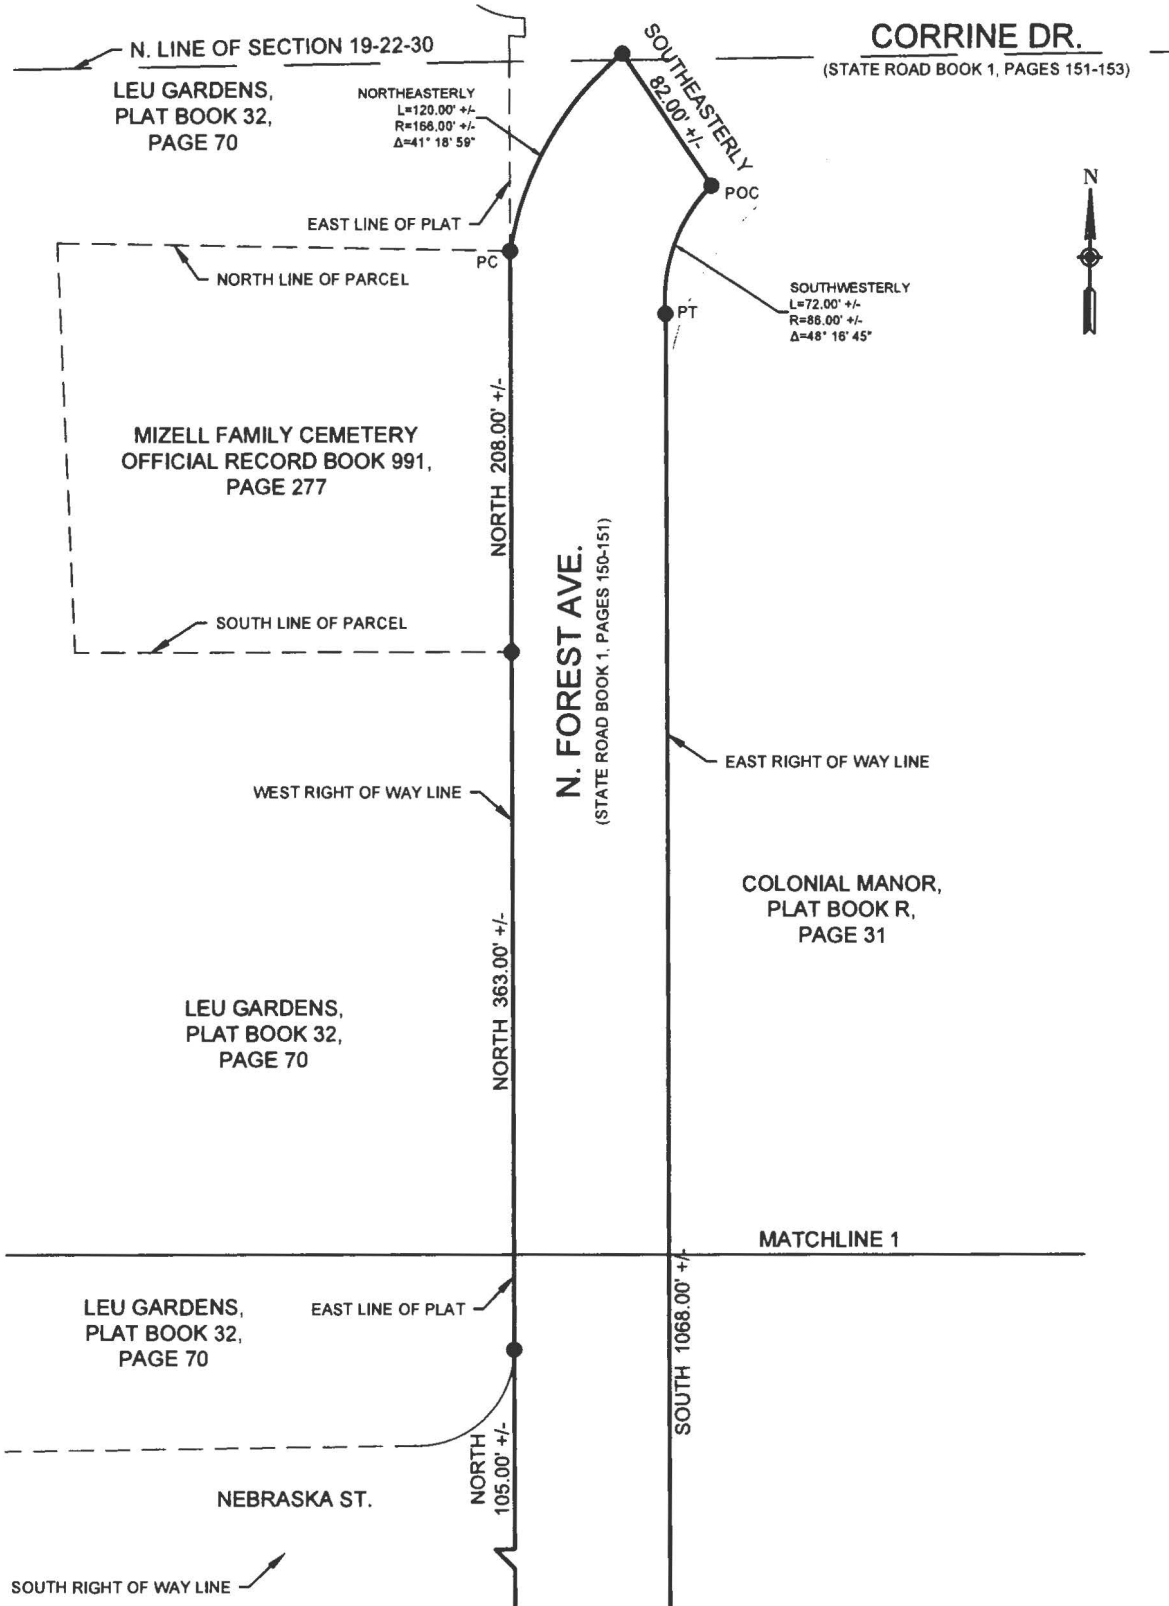 N. LINE OF SECTION 19-22-30
CORRINE DR.
(STATE ROAD BOOK 1, PAGES 151-153)
LEU GARDENS,
PLAT BOOK 32,
PAGE 70
NORTHEASTERLY
L=120.00' +/-
R=166.00' +/-
Δ=41° 18' 59"
SOUTHEASTERLY
82.00' +/-
POC
N
EAST LINE OF PLAT
PC
NORTH LINE OF PARCEL
SOUTHWESTERLY
L=72.00' +/-
R=86.00' +/-
Δ=48° 16' 45"
PT
NORTH 208.00' +/-
MIZELL FAMILY CEMETERY
OFFICIAL RECORD BOOK 991,
PAGE 277
N. FOREST AVE.
(STATE ROAD BOOK 1, PAGES 150-151)
SOUTH LINE OF PARCEL
EAST RIGHT OF WAY LINE
WEST RIGHT OF WAY LINE
COLONIAL MANOR,
PLAT BOOK R,
PAGE 31
NORTH 363.00' +/-
LEU GARDENS,
PLAT BOOK 32,
PAGE 70
MATCHLINE 1
LEU GARDENS,
PLAT BOOK 32,
PAGE 70
EAST LINE OF PLAT
SOUTH 1068.00' +/-
NORTH
105.00' +/-
NEBRASKA ST.
SOUTH RIGHT OF WAY LINE